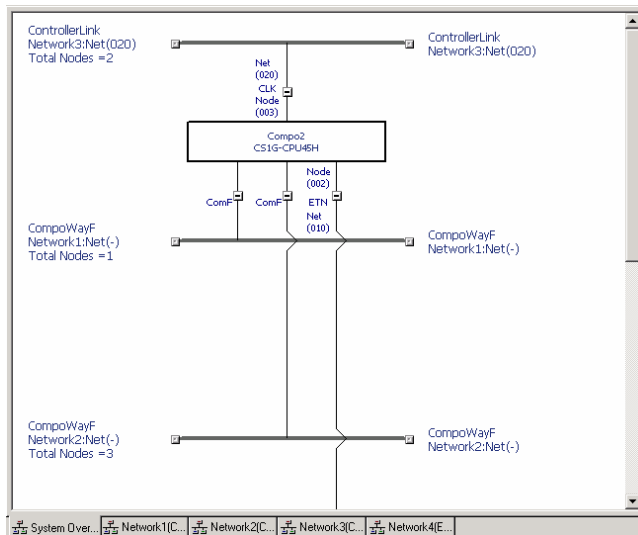 ControllerLink
Network3:Net(020)
Total Nodes =2
ControllerLink
Network3:Net(020)
Net
(020)
CLK
Node
(003)
Compo2
CS1G-CPU45H
ComF
ComF
Node
(002)
ETN
Net
(010)
CompoWayF
Network1:Net(-)
Total Nodes =1
CompoWayF
Network1:Net(-)
CompoWayF
Network2:Net(-)
Total Nodes =3
CompoWayF
Network2:Net(-)
System Over... Network1(C... Network2(C... Network3(C... Network4(E...